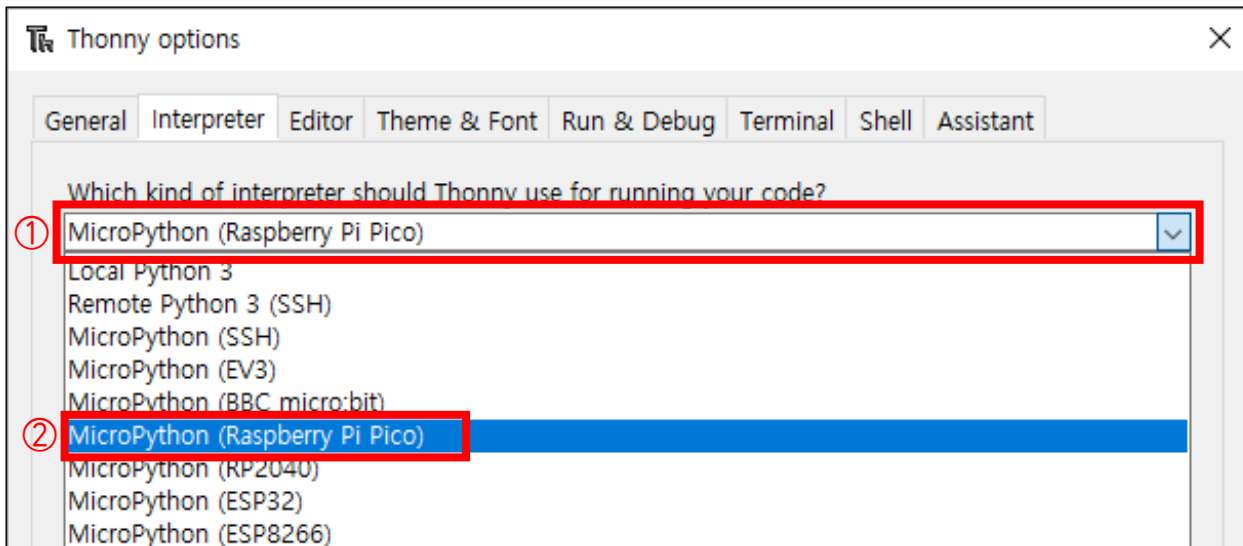 Thonny options
General Interpreter Editor Theme & Font Run & Debug Terminal Shell Assistant
Which kind of interpreter should Thonny use for running your code?
① MicroPython (Raspberry Pi Pico)
Local Python 3
Remote Python 3 (SSH)
MicroPython (SSH)
MicroPython (EV3)
MicroPython (BBC micro:bit)
② MicroPython (Raspberry Pi Pico)
MicroPython (RP2040)
MicroPython (ESP32)
MicroPython (ESP8266)